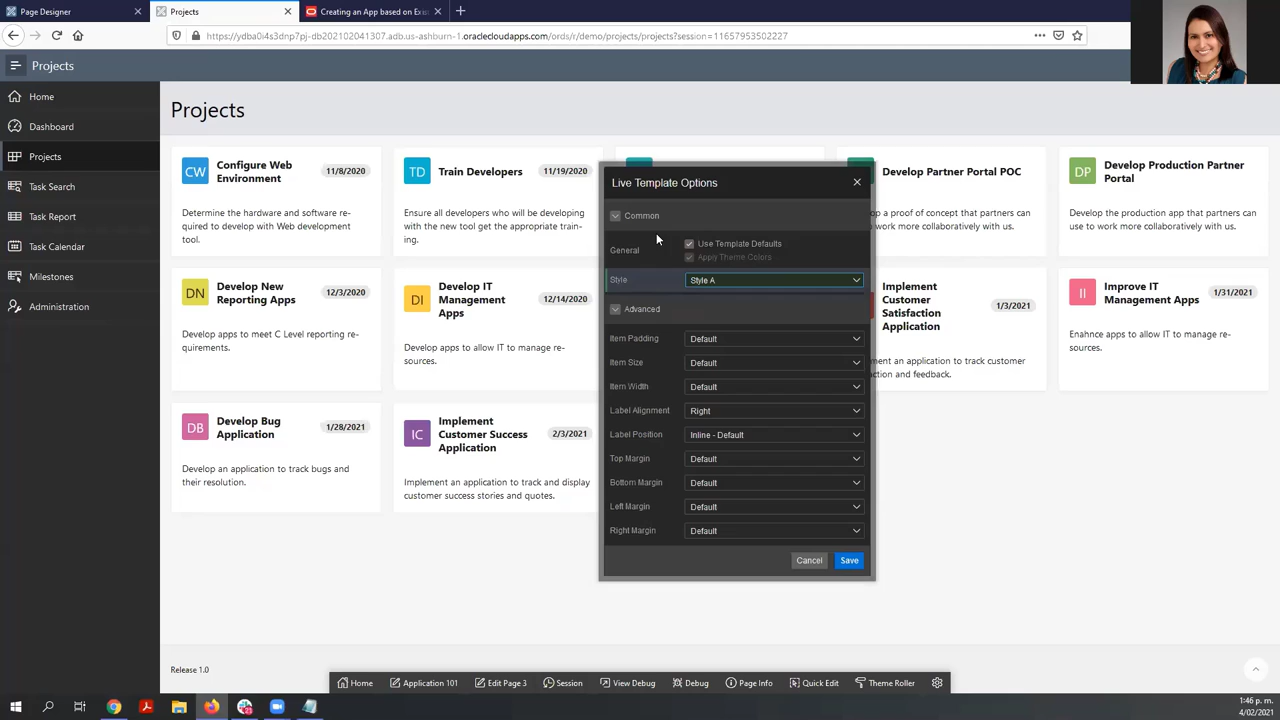 Page Designer
Projects
Creating an App based on Exis
https://ydba0i4s3dnp7pj-db202102041307.adb.us-ashburn-1.oraclecloudapps.com/ords/r/demo/projects/projects?session=11657953502227
Projects
Home
Dashboard
Projects
Task Search
Task Report
Task Calendar
Milestones
Administration
Projects
CW
Configure Web
Environment
11/8/2020
Determine the hardware and software re-
quired to develop with Web development
tool.
TD
Train Developers
11/19/2020
Ensure all developers who will be developing
with the new tool get the appropriate train-
ing.
Develop Partner Portal POC
p a proof of concept that partners can
to work more collaboratively with us.
DP
Develop Production Partner
Portal
Develop the production app that partners can
use to work more collaboratively with us.
DN
Develop New
Reporting Apps
12/3/2020
Develop apps to meet C Level reporting re-
quirements.
DI
Develop IT
Management
Apps
12/14/2020
Develop apps to allow IT to manage re-
sources.
Implement
Customer
Satisfaction
Application
1/3/2021
ent an application to track customer
ction and feedback.
II
Improve IT
Management Apps
1/31/2021
Enahnce apps to allow IT to manage re-
sources.
DB
Develop Bug
Application
1/28/2021
Develop an application to track bugs and
their resolution.
IC
Implement
Customer Success
Application
2/3/2021
Implement an application to track and display
customer success stories and quotes.
Live Template Options
Common
General
Use Template Defaults
Apply Theme Colors
Style
Style A
Advanced
Item Padding
Default
Item Size
Default
Item Width
Default
Label Alignment
Right
Label Position
Inline - Default
Top Margin
Default
Bottom Margin
Default
Left Margin
Default
Right Margin
Default
Cancel
Save
Release 1.0
Home
Application 101
Edit Page 3
Session
View Debug
Debug
Page Info
Quick Edit
Theme Roller
1:46 p. m.
4/02/2021